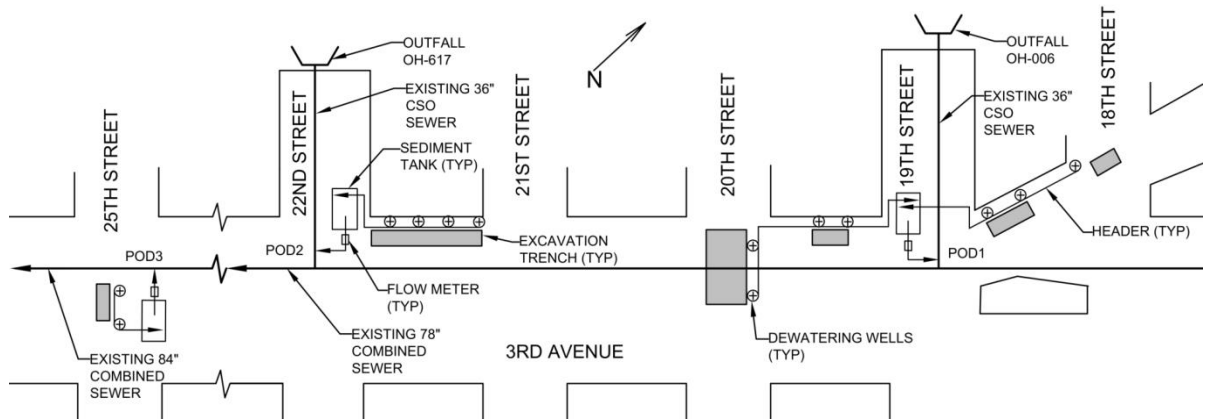 OUTFALL
OH-617
EXISTING 36"
CSO
SEWER
SEDIMENT
TANK (TYP)
25TH STREET
22ND STREET
21ST STREET
N
20TH STREET
19TH STREET
18TH STREET
OUTFALL
OH-006
EXISTING 36"
CSO
SEWER
HEADER (TYP)
POD3
POD2
EXCAVATION
TRENCH (TYP)
POD1
FLOW METER
(TYP)
DEWATERING WELLS
(TYP)
EXISTING 84"
COMBINED
SEWER
EXISTING 78"
COMBINED
SEWER
3RD AVENUE